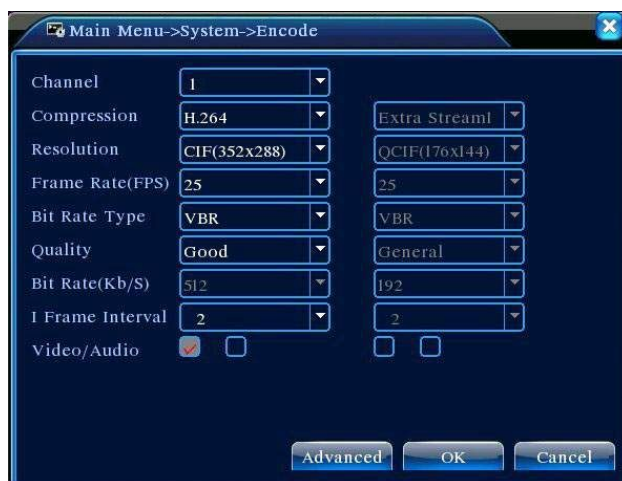 Main Menu->System->Encode
Channel 1
Compression H.264 Extra Stream1
Resolution CIF(352x288) QCIF(176x144)
Frame Rate(FPS) 25 25
Bit Rate Type VBR VBR
Quality Good General
Bit Rate(Kb/S) 512 192
I Frame Interval 2 2
Video/Audio
Advanced OK Cancel